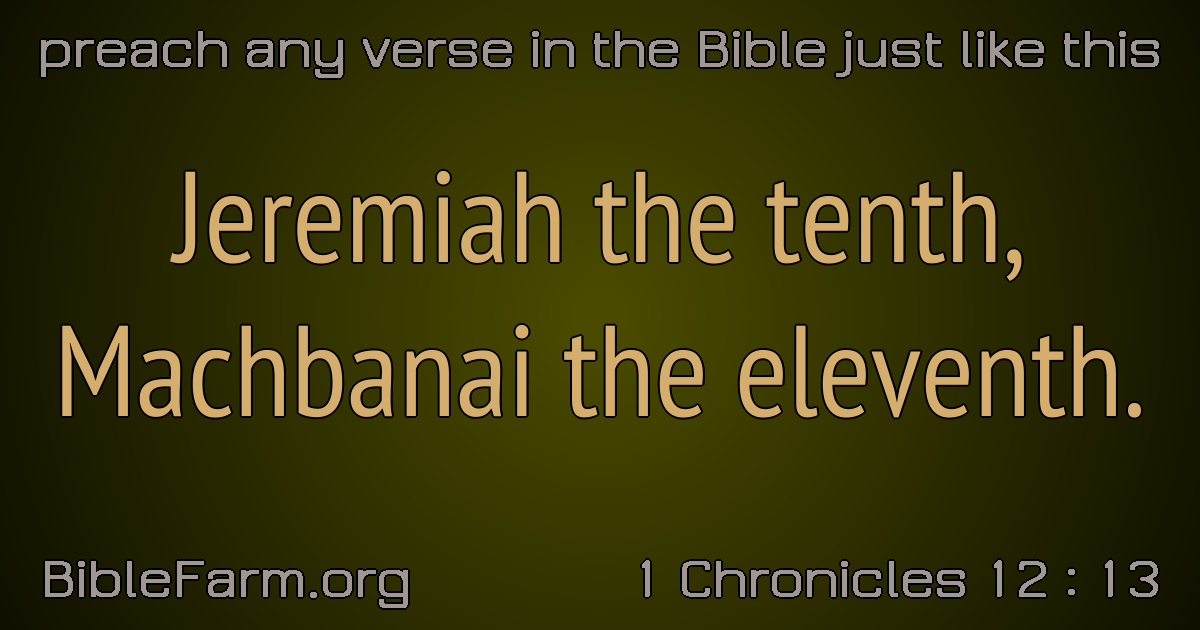 preach any verse in the Bible just like this
Jeremiah the tenth,
Machbanai the eleventh.
BibleFarm.org
1 Chronicles 12 : 13